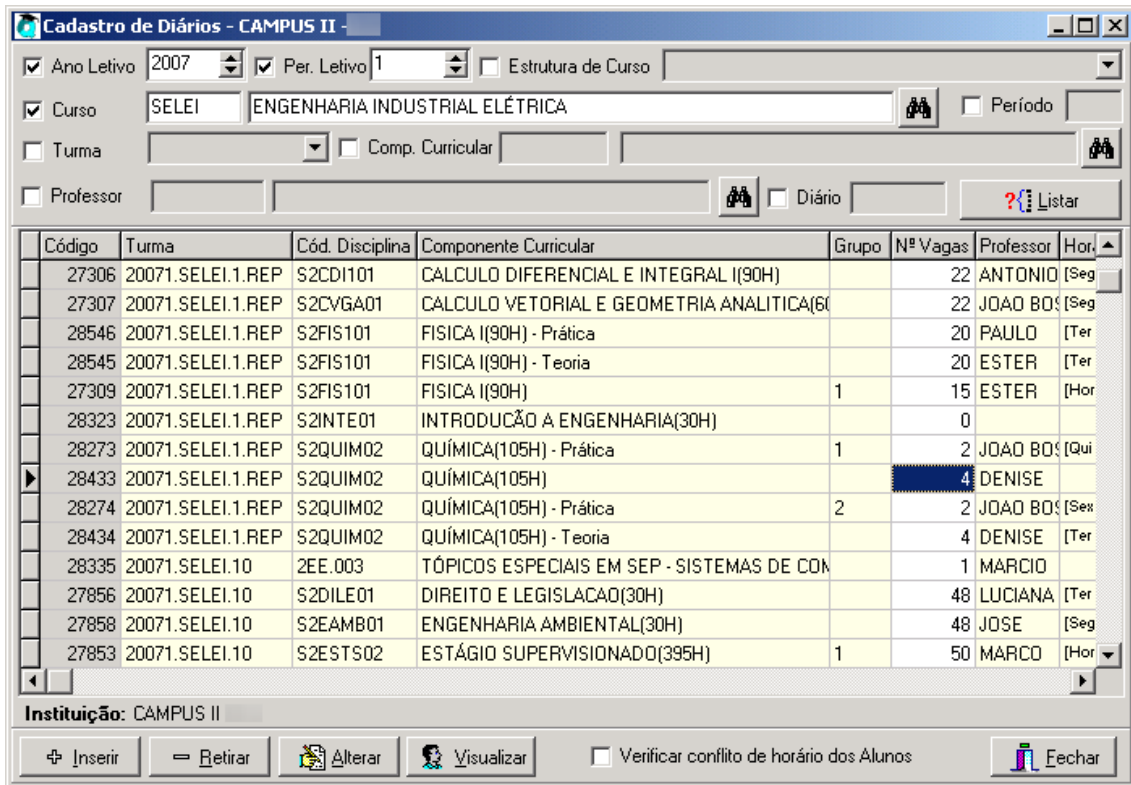 Cadastro de Diários - CAMPUS II -
Ano Letivo 2007 Per. Letivo 1 Estrutura de Curso
Curso SELEI ENGENHARIA INDUSTRIAL ELÉTRICA Período
Turma Comp. Curricular
Professor Diário ?{ Listar
Código Turma Cód. Disciplina Componente Curricular Grupo Nº Vagas Professor Hor.
27306 20071.SELEI.1.REP S2CDI101 CALCULO DIFERENCIAL E INTEGRAL I(90H) 22 ANTONIO [Seg
27307 20071.SELEI.1.REP S2CVGA01 CALCULO VETORIAL E GEOMETRIA ANALITICA(60 22 JOAO BOS [Seg
28546 20071.SELEI.1.REP S2FIS101 FISICA I(90H) - Prática 20 PAULO [Ter
28545 20071.SELEI.1.REP S2FIS101 FISICA I(90H) - Teoria 20 ESTER [Ter
27309 20071.SELEI.1.REP S2FIS101 FISICA I(90H) 1 15 ESTER [Hor
28323 20071.SELEI.1.REP S2INTE01 INTRODUCÃO A ENGENHARIA(30H) 0
28273 20071.SELEI.1.REP S2QUIM02 QUÍMICA(105H) - Prática 1 2 JOAO BOS [Qui
28433 20071.SELEI.1.REP S2QUIM02 QUÍMICA(105H) 4 DENISE
28274 20071.SELEI.1.REP S2QUIM02 QUÍMICA(105H) - Prática 2 2 JOAO BOS [Sex
28434 20071.SELEI.1.REP S2QUIM02 QUÍMICA(105H) - Teoria 4 DENISE [Ter
28335 20071.SELEI.10 2EE.003 TÓPICOS ESPECIAIS EM SEP - SISTEMAS DE COM 1 MARCIO
27856 20071.SELEI.10 S2DILE01 DIREITO E LEGISLACAO(30H) 48 LUCIANA [Ter
27858 20071.SELEI.10 S2EAMB01 ENGENHARIA AMBIENTAL(30H) 48 JOSE [Seg
27853 20071.SELEI.10 S2ESTS02 ESTÁGIO SUPERVISIONADO(395H) 1 50 MARCO [Hor
Instituição: CAMPUS II
Inserir Retirar Alterar Visualizar Verificar conflito de horário dos Alunos Fechar